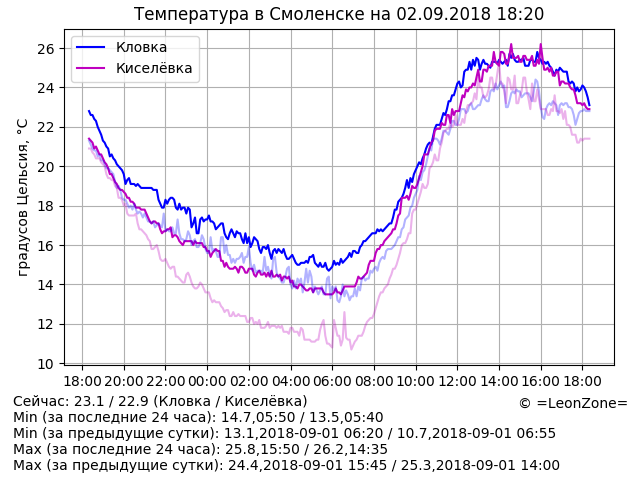 Температура в Смоленске на 02.09.2018 18:20
Кловка
Киселёвка
градусов Цельсия, °C
26
24
22
20
18
16
14
12
10
18:00 20:00 22:00 00:00 02:00 04:00 06:00 08:00 10:00 12:00 14:00 16:00 18:00
Сейчас: 23.1 / 22.9 (Кловка / Киселёвка)
© =LeonZone=
Min (за последние 24 часа): 14.7,05:50 / 13.5,05:40
Min (за предыдущие сутки): 13.1,2018-09-01 06:20 / 10.7,2018-09-01 06:55
Max (за последние 24 часа): 25.8,15:50 / 26.2,14:35
Max (за предыдущие сутки): 24.4,2018-09-01 15:45 / 25.3,2018-09-01 14:00